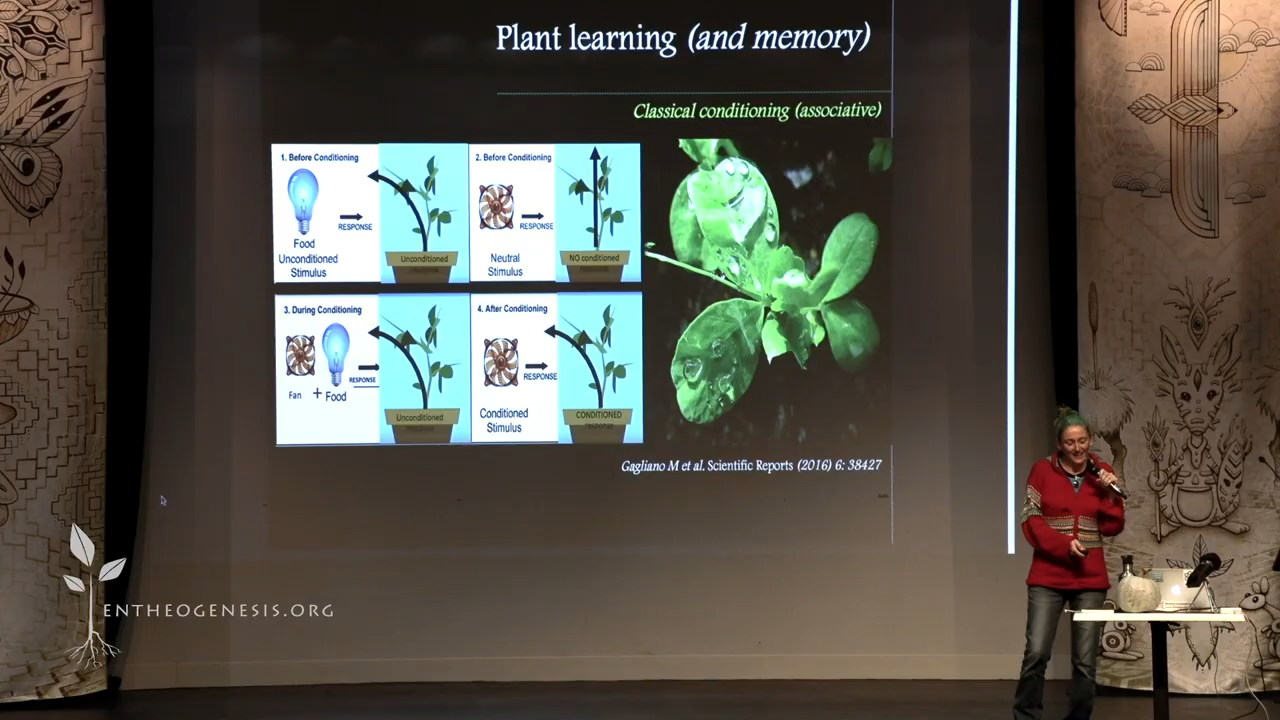 Plant learning (and memory)
Classical conditioning (associative)
1. Before Conditioning
RESPONSE
Food
Unconditioned
Stimulus
Unconditioned
2. Before Conditioning
RESPONSE
Neutral
Stimulus
NO conditioned
3. During Conditioning
RESPONSE
Fan + Food
Unconditioned
4. After Conditioning
RESPONSE
Conditioned
Stimulus
CONDITIONED
response
Gagliano M et al. Scientific Reports (2016) 6: 38427
ENTHEOGENESIS.ORG